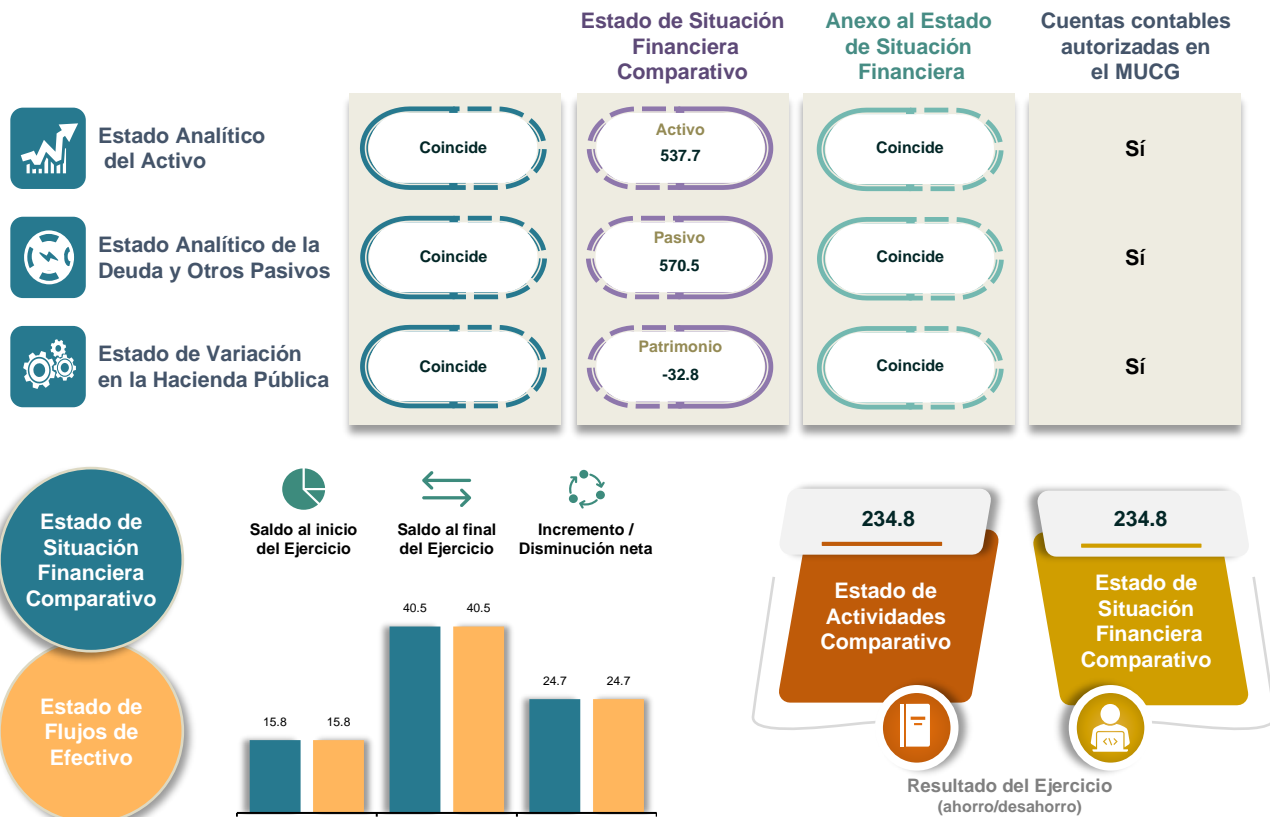 Estado de Situación
Financiera
Comparativo
Anexo al Estado
de Situación
Financiera
Cuentas contables
autorizadas en
el MUCG
Estado Analítico
del Activo
Coincide
Activo
537.7
Coincide
Sí
Estado Analítico de la
Deuda y Otros Pasivos
Coincide
Pasivo
570.5
Coincide
Sí
Estado de Variación
en la Hacienda Pública
Coincide
Patrimonio
-32.8
Coincide
Sí
Estado de
Situación
Financiera
Comparativo
Estado de
Flujos de
Efectivo
Saldo al inicio
del Ejercicio
Saldo al final
del Ejercicio
Incremento /
Disminución neta
15.8
15.8
40.5
40.5
24.7
24.7
234.8
Estado de
Actividades
Comparativo
234.8
Estado de
Situación
Financiera
Comparativo
Resultado del Ejercicio
(ahorro/desahorro)